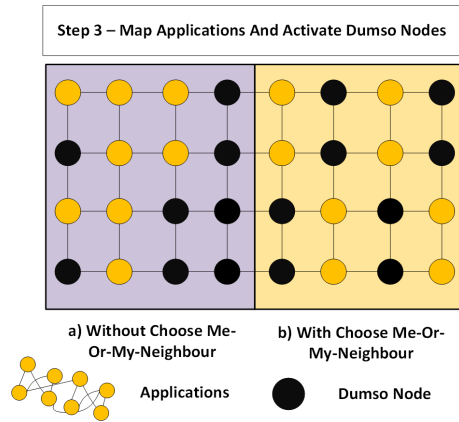 Step 3 – Map Applications And Activate Dumso Nodes
a) Without Choose Me-
Or-My-Neighbour
b) With Choose Me-Or-
My-Neighbour
Applications
Dumso Node